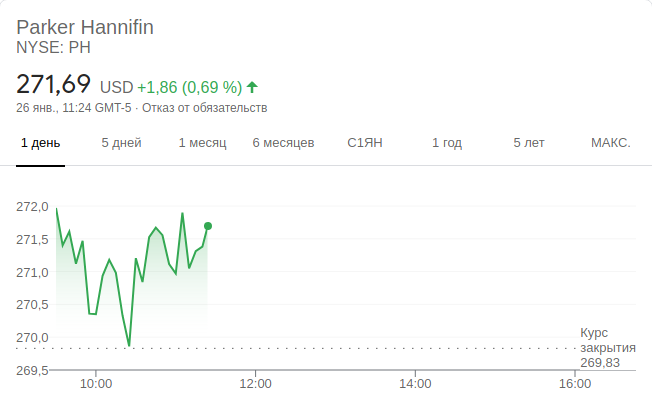 Parker Hannifin
NYSE: PH
271,69 USD +1,86 (0,69 %)
26 янв., 11:24 GMT-5 · Отказ от обязательств
1 день 5 дней 1 месяц 6 месяцев С1ЯН 1 год 5 лет МАКС.
272,0
271,5
271,0
270,5
270,0
269,5
Курс
закрытия
269,83
10:00 12:00 14:00 16:00